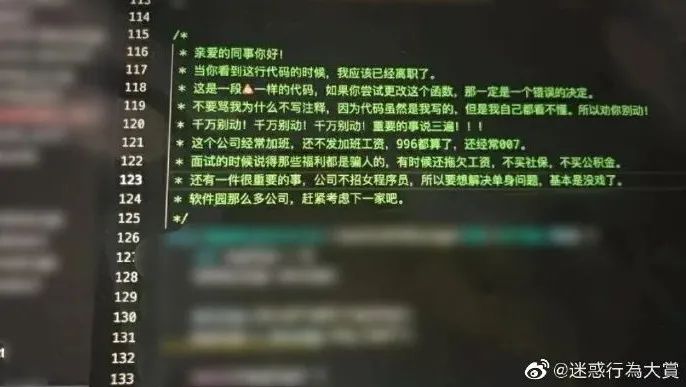 113
114
115 /*
116 * 亲爱的同事你好!
117 * 当你看到这行代码的时候，我应该已经离职了。
118 * 这是一段💩一样的代码，如果你尝试更改这个函数，那一定是一个错误的决定。
119 * 不要骂我为什么不写注释，因为代码虽然是我写的，但是我自己都看不懂。所以劝你别动!
120 * 千万别动! 千万别动! 千万别动! 重要的事说三遍!!!
121 * 这个公司经常加班，还不发加班工资，996都算了，还经常007。
122 * 面试的时候说得那些福利都是骗人的，有时候还拖欠工资，不买社保，不买公积金。
123 * 还有一件很重要的事，公司不招女程序员，所以要想解决单身问题，基本是没戏了。
124 * 软件园那么多公司，赶紧考虑下一家吧。
125 */
126
127
128
129
130
131
132
133
@迷惑行為大賞